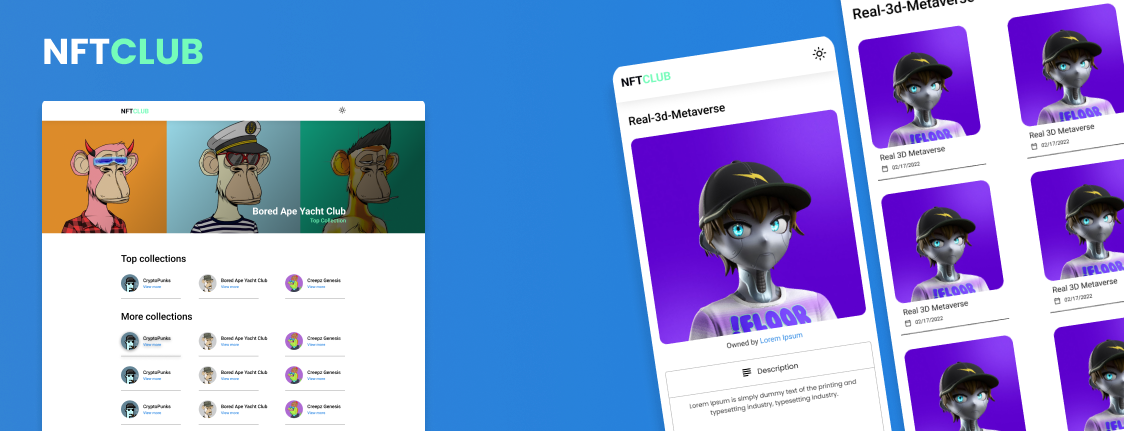 NFTCLUB
NFTCLUB
Bored Ape Yacht Club
Top Collection
Top collections
CryptoPunks
View more
Bored Ape Yacht Club
View more
Creepz Genesis
View more
More collections
CryptoPunks
View more
Bored Ape Yacht Club
View more
Creepz Genesis
View more
CryptoPunks
View more
Bored Ape Yacht Club
View more
Creepz Genesis
View more
CryptoPunks
View more
Bored Ape Yacht Club
View more
Creepz Genesis
View more
NFTCLUB
Real-3d-Metaverse
!FLOOR
Owned by Lorem Ipsum
Description
Lorem Ipsum is simply dummy text of the printing and
typesetting industry, typesetting industry.
Real-3d-Metaverse
!FLOOR
Real 3D Metaverse
02/17/2022
!FLOOR
Real 3D Metaverse
02/17/2022
!FLOOR
Real 3D Metaverse
02/17/2022
!FLOOR
Real 3D Metaverse
02/17/2022